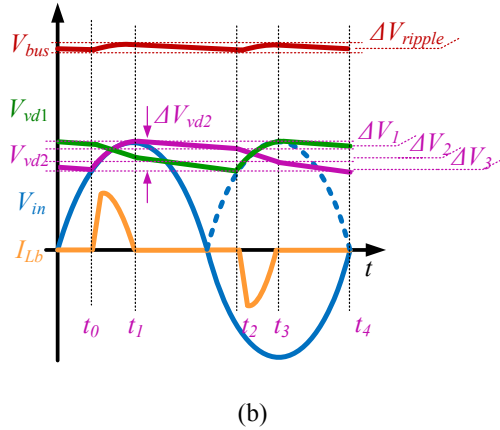 V_bus
ΔV_ripple
V_vd1
ΔV_vd2
ΔV_1
ΔV_2
V_vd2
ΔV_3
V_in
I_Lb
t
t_0
t_1
t_2
t_3
t_4
(b)